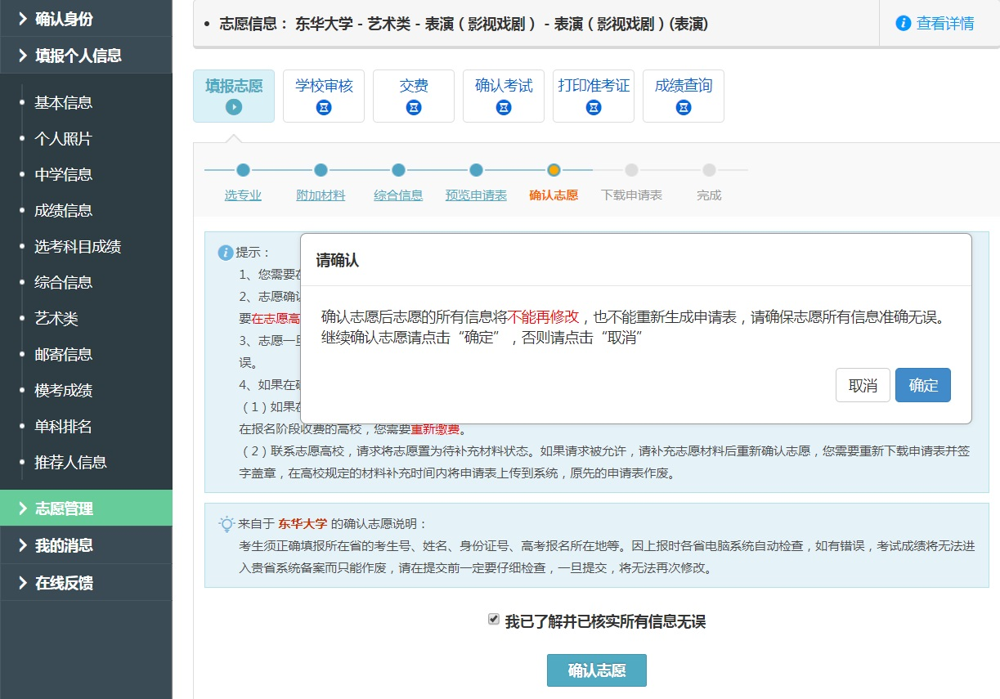 确认身份
填报个人信息
基本信息
个人照片
中学信息
成绩信息
选考科目成绩
综合信息
艺术类
邮寄信息
模考成绩
单科排名
推荐人信息
志愿管理
我的消息
在线反馈
志愿信息： 东华大学 - 艺术类 - 表演（影视戏剧） - 表演（影视戏剧）(表演)
查看详情
填报志愿
学校审核
交费
确认考试
打印准考证
成绩查询
选专业
附加材料
综合信息
预览申请表
确认志愿
下载申请表
完成
提示：
1、您需要在
2、志愿确认
要在志愿高
3、志愿一旦
误。
4、如果在确
（1）如果在
在报名阶段收费的高校，您需要重新缴费。
（2）联系志愿高校，请求将志愿置为待补充材料状态。如果请求被允许，请补充志愿材料后重新确认志愿，您需要重新下载申请表并签
字盖章，在高校规定的材料补充时间内将申请表上传到系统，原先的申请表作废。
请确认
确认志愿后志愿的所有信息将不能再修改，也不能重新生成申请表，请确保志愿所有信息准确无误。
继续确认志愿请点击“确定”，否则请点击“取消”
取消
确定
来自于 东华大学 的确认志愿说明：
考生须正确填报所在省的考生号、姓名、身份证号、高考报名所在地等。因上报时各省电脑系统自动检查，如有错误，考试成绩将无法进
入贵省系统备案而只能作废，请在提交前一定要仔细检查，一旦提交，将无法再次修改。
我已了解并已核实所有信息无误
确认志愿